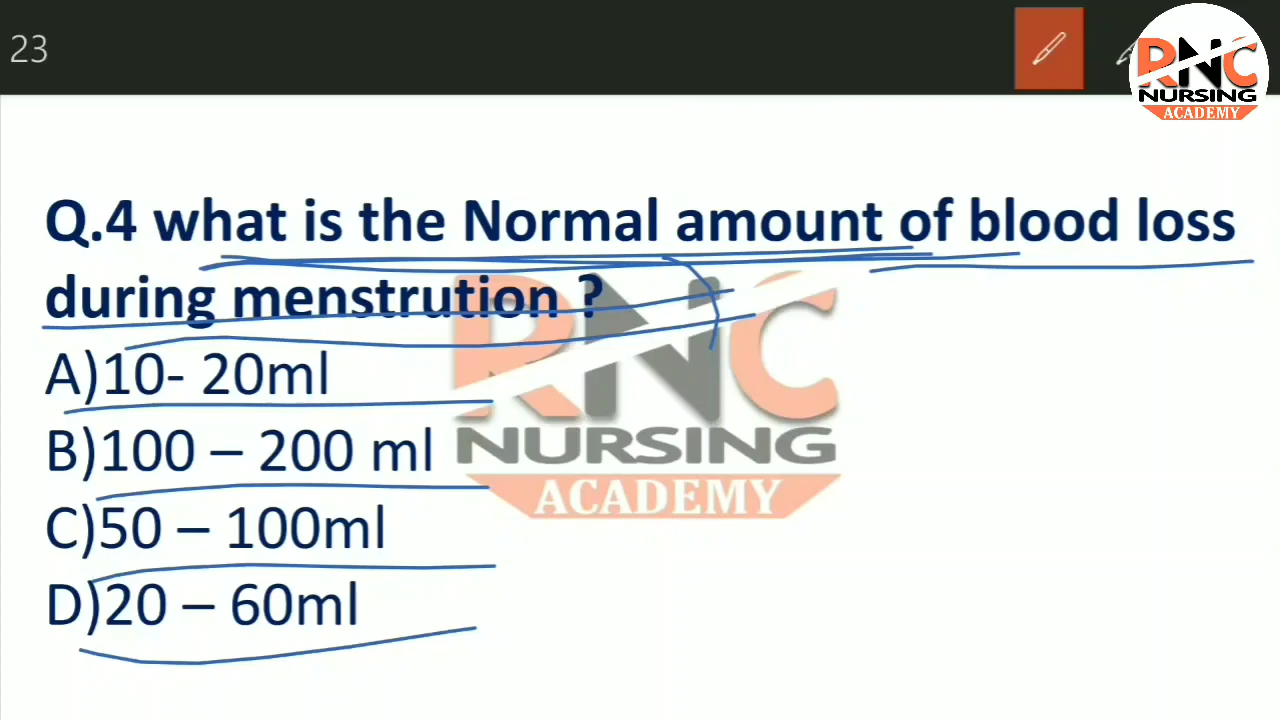 23
RNC
NURSING
ACADEMY
Q.4 what is the Normal amount of blood loss
during menstrution ?
A)10- 20ml
B)100 – 200 ml
C)50 – 100ml
D)20 – 60ml
RNC
NURSING
ACADEMY